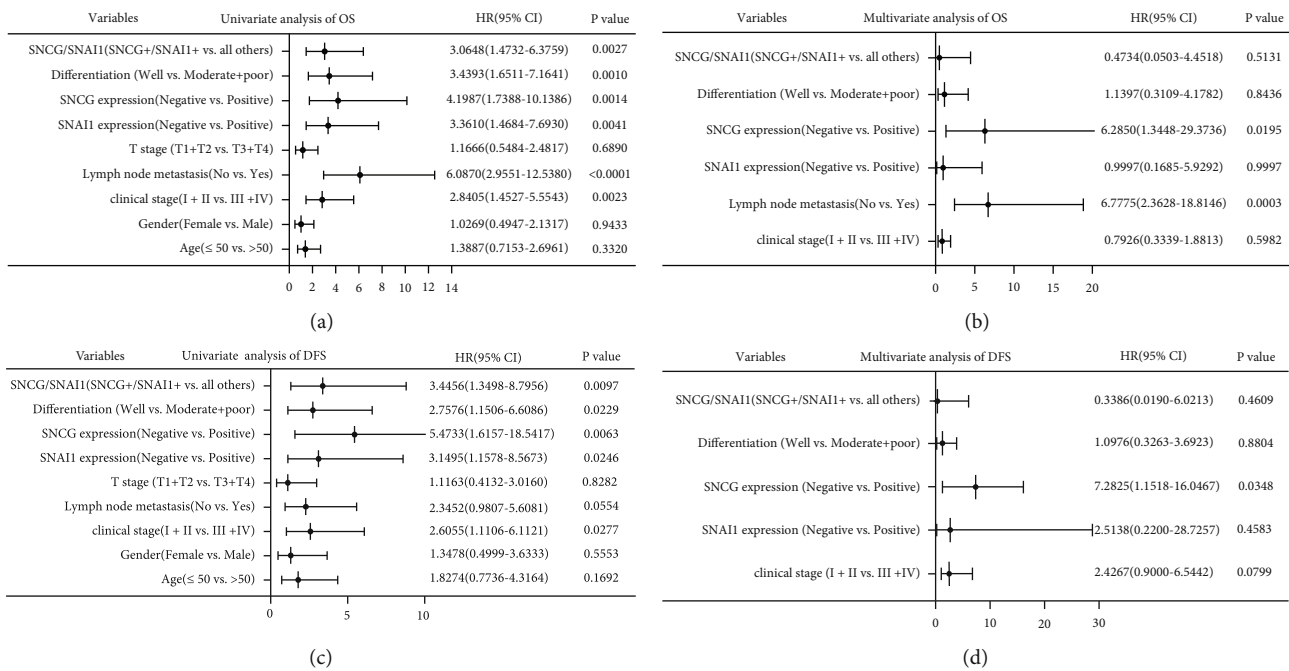 Variables Univariate analysis of OS HR(95% CI) P value
SNCG/SNAI1(SNCG+/SNAI1+ vs. all others) 3.0648(1.4732-6.3759) 0.0027
Differentiation (Well vs. Moderate+poor) 3.4393(1.6511-7.1641) 0.0010
SNCG expression(Negative vs. Positive) 4.1987(1.7388-10.1386) 0.0014
SNAI1 expression(Negative vs. Positive) 3.3610(1.4684-7.6930) 0.0041
T stage (T1+T2 vs. T3+T4) 1.1666(0.5484-2.4817) 0.6890
Lymph node metastasis(No vs. Yes) 6.0870(2.9551-12.5380) <0.0001
clinical stage(I + II vs. III +IV) 2.8405(1.4527-5.5543) 0.0023
Gender(Female vs. Male) 1.0269(0.4947-2.1317) 0.9433
Age(≤ 50 vs. >50) 1.3887(0.7153-2.6961) 0.3320
0 2 4 6 8 10 12 14
(a)
Variables Multivariate analysis of OS HR(95% CI) P value
SNCG/SNAI1(SNCG+/SNAI1+ vs. all others) 0.4734(0.0503-4.4518) 0.5131
Differentiation (Well vs. Moderate+poor) 1.1397(0.3109-4.1782) 0.8436
SNCG expression(Negative vs. Positive) 6.2850(1.3448-29.3736) 0.0195
SNAI1 expression(Negative vs. Positive) 0.9997(0.1685-5.9292) 0.9997
Lymph node metastasis(No vs. Yes) 6.7775(2.3628-18.8146) 0.0003
clinical stage(I + II vs. III +IV) 0.7926(0.3339-1.8813) 0.5982
0 5 10 15 20
(b)
Variables Univariate analysis of DFS HR(95% CI) P value
SNCG/SNAI1(SNCG+/SNAI1+ vs. all others) 3.4456(1.3498-8.7956) 0.0097
Differentiation (Well vs. Moderate+poor) 2.7576(1.1506-6.6086) 0.0229
SNCG expression(Negative vs. Positive) 5.4733(1.6157-18.5417) 0.0063
SNAI1 expression(Negative vs. Positive) 3.1495(1.1578-8.5673) 0.0246
T stage (T1+T2 vs. T3+T4) 1.1163(0.4132-3.0160) 0.8282
Lymph node metastasis(No vs. Yes) 2.3452(0.9807-5.6081) 0.0554
clinical stage(I + II vs. III +IV) 2.6055(1.1106-6.1121) 0.0277
Gender(Female vs. Male) 1.3478(0.4999-3.6333) 0.5553
Age(≤ 50 vs. >50) 1.8274(0.7736-4.3164) 0.1692
0 5 10
(c)
Variables Multivariate analysis of DFS HR(95% CI) P value
SNCG/SNAI1(SNCG+/SNAI1+ vs. all others) 0.3386(0.0190-6.0213) 0.4609
Differentiation (Well vs. Moderate+poor) 1.0976(0.3263-3.6923) 0.8804
SNCG expression (Negative vs. Positive) 7.2825(1.1518-16.0467) 0.0348
SNAI1 expression (Negative vs. Positive) 2.5138(0.2200-28.7257) 0.4583
clinical stage (I + II vs. III +IV) 2.4267(0.9000-6.5442) 0.0799
0 10 20 30
(d)